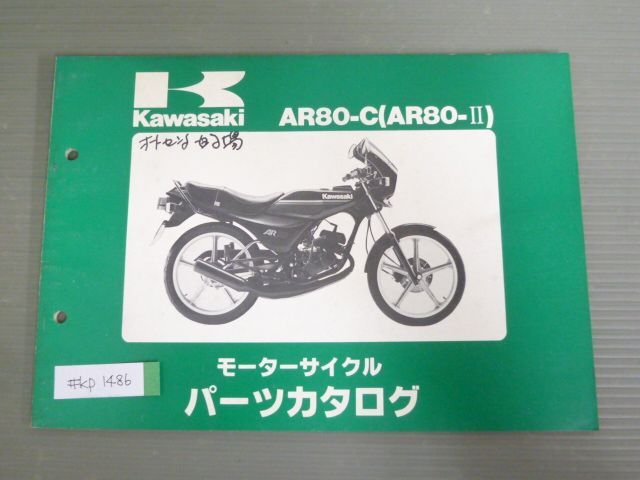 Kawasaki
AR80-C(AR80-Ⅱ)
Kawasaki
AR
#kp 1486
モーターサイクル
パーツカタログ